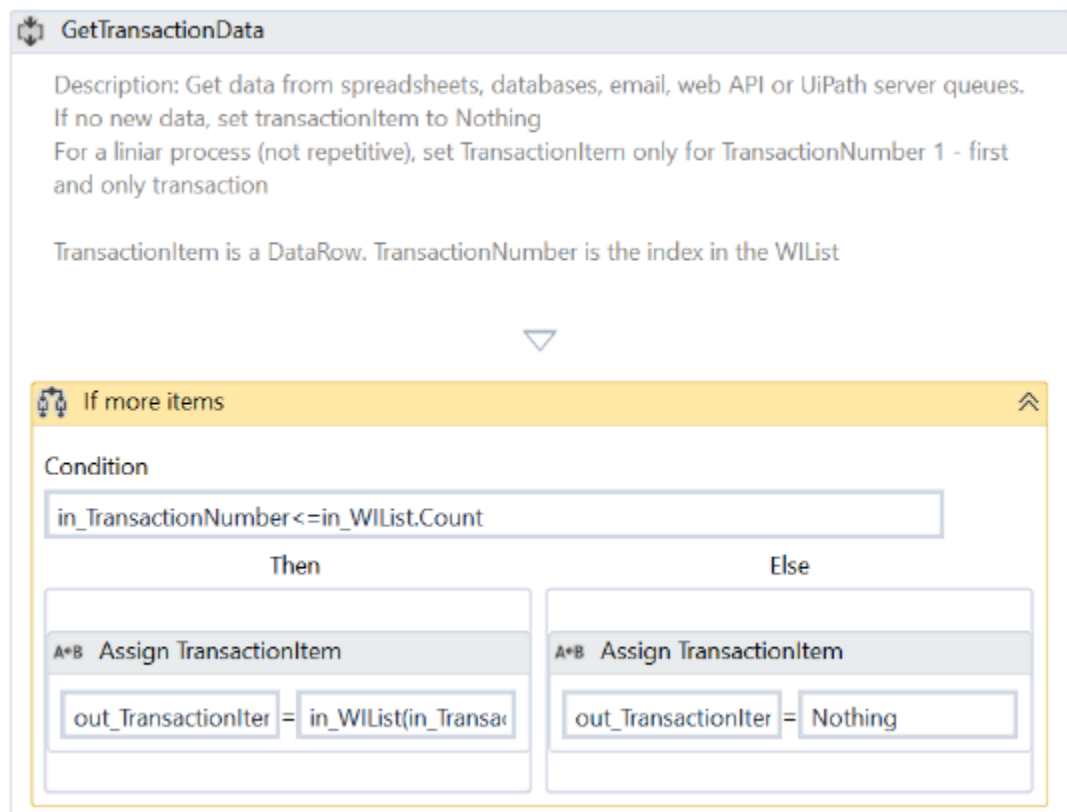 GetTransactionData
Description: Get data from spreadsheets, databases, email, web API or UiPath server queues.
If no new data, set transactionItem to Nothing
For a liniar process (not repetitive), set TransactionItem only for TransactionNumber 1 - first
and only transaction
TransactionItem is a DataRow. TransactionNumber is the index in the WIList
If more items
Condition
in_TransactionNumber<=in_WIList.Count
Then Else
A*B Assign TransactionItem A*B Assign TransactionItem
out_TransactionIter = in_WIList(in_Transac out_TransactionIter = Nothing